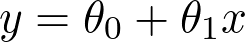 y = θ₀ + θ₁x